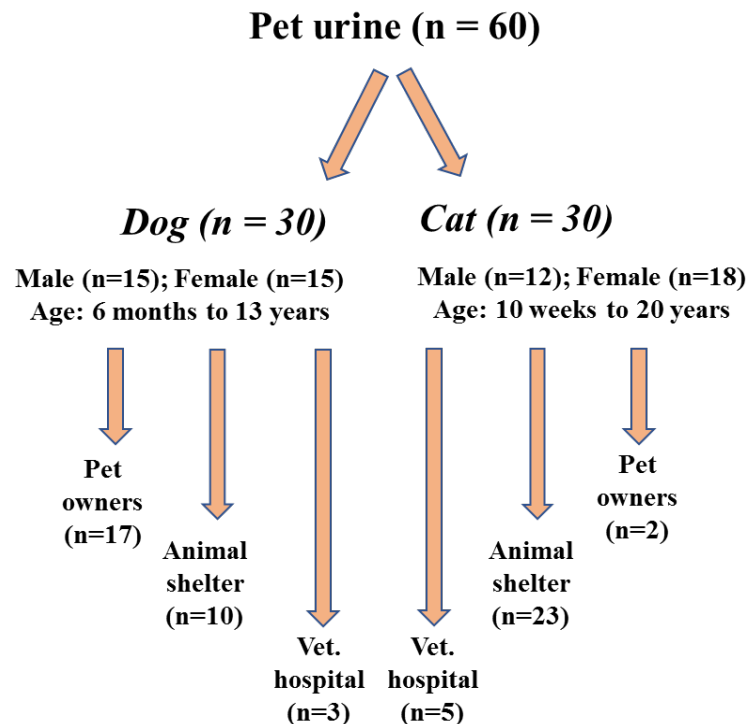 Pet urine (n = 60)
Dog (n = 30)
Male (n=15); Female (n=15)
Age: 6 months to 13 years
Cat (n = 30)
Male (n=12); Female (n=18)
Age: 10 weeks to 20 years
Pet
owners
(n=17)
Animal
shelter
(n=10)
Vet.
hospital
(n=3)
Vet.
hospital
(n=5)
Animal
shelter
(n=23)
Pet
owners
(n=2)